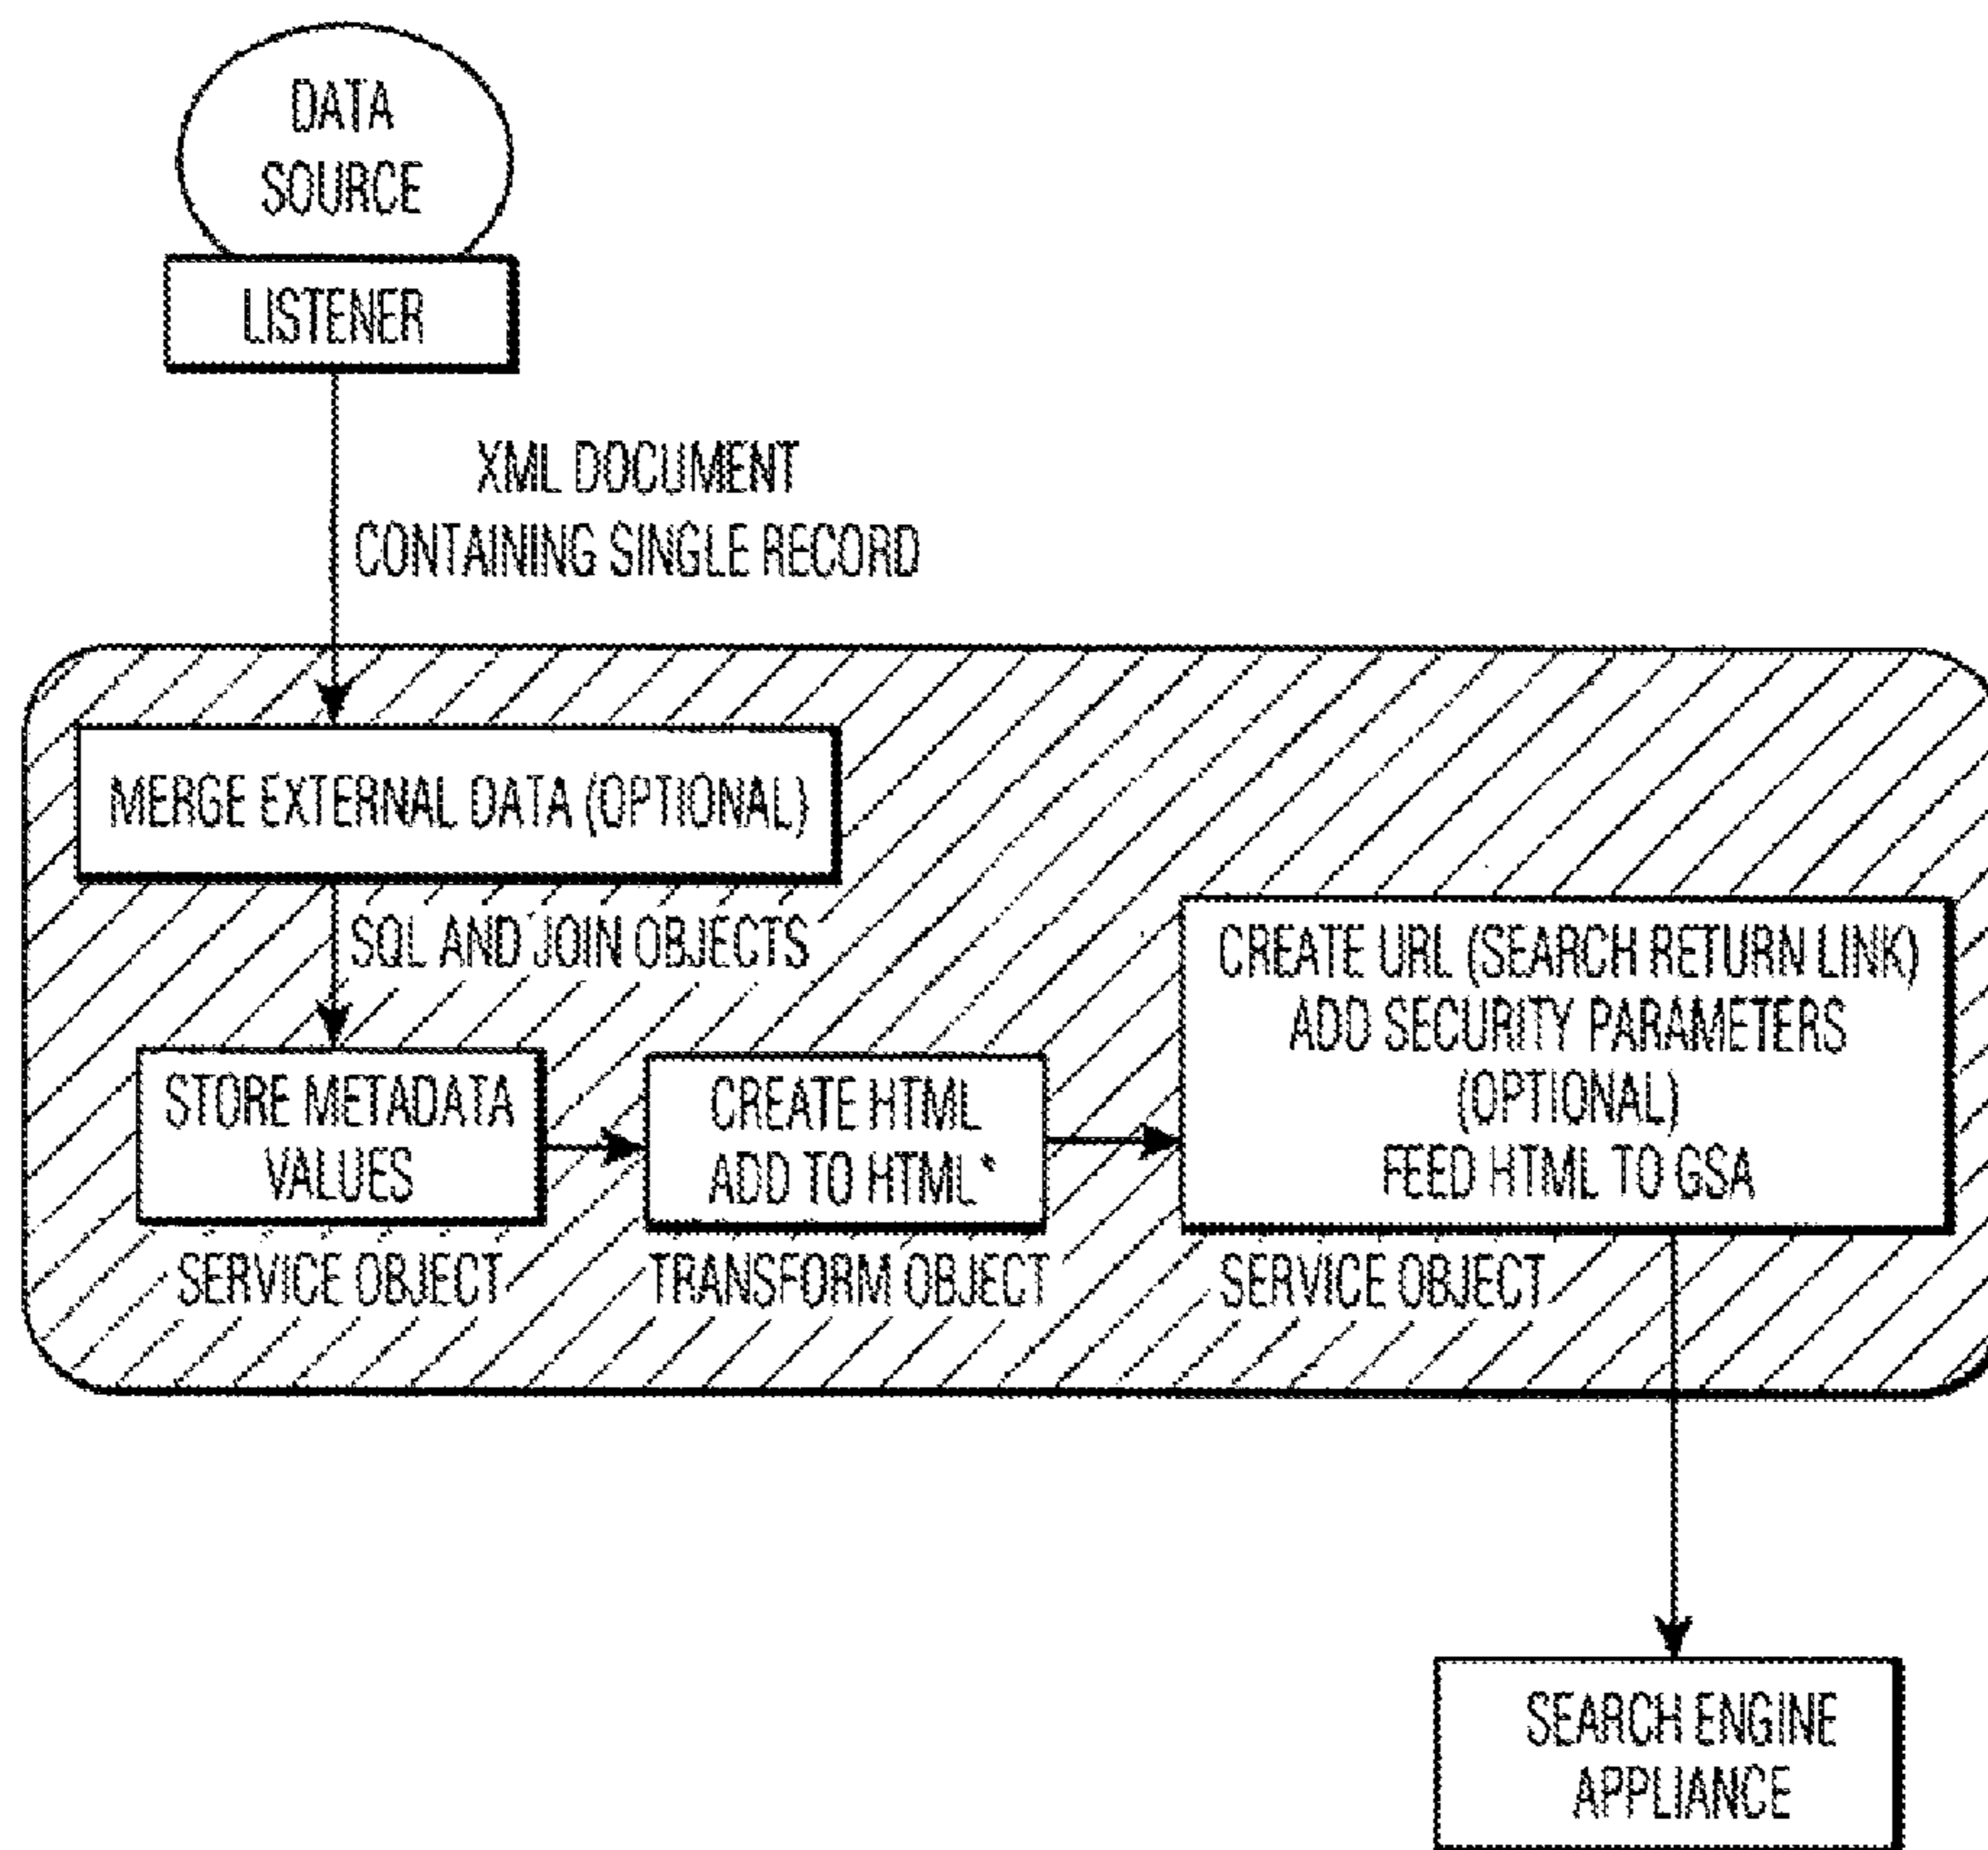 DATA
SOURCE
LISTENER
XML DOCUMENT
CONTAINING SINGLE RECORD
MERGE EXTERNAL DATA (OPTIONAL)
SQL AND JOIN OBJECTS
STORE METADATA
VALUES
SERVICE OBJECT
CREATE HTML
ADD TO HTML*
TRANSFORM OBJECT
CREATE URL (SEARCH RETURN LINK)
ADD SECURITY PARAMETERS
(OPTIONAL)
FEED HTML TO GSA
SERVICE OBJECT
SEARCH ENGINE
APPLIANCE